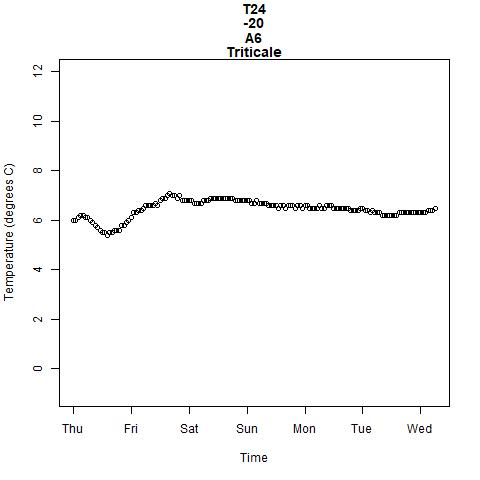 T24
-20
A6
Triticale
12
10
8
6
4
2
0
Temperature (degrees C)
Thu Fri Sat Sun Mon Tue Wed
Time